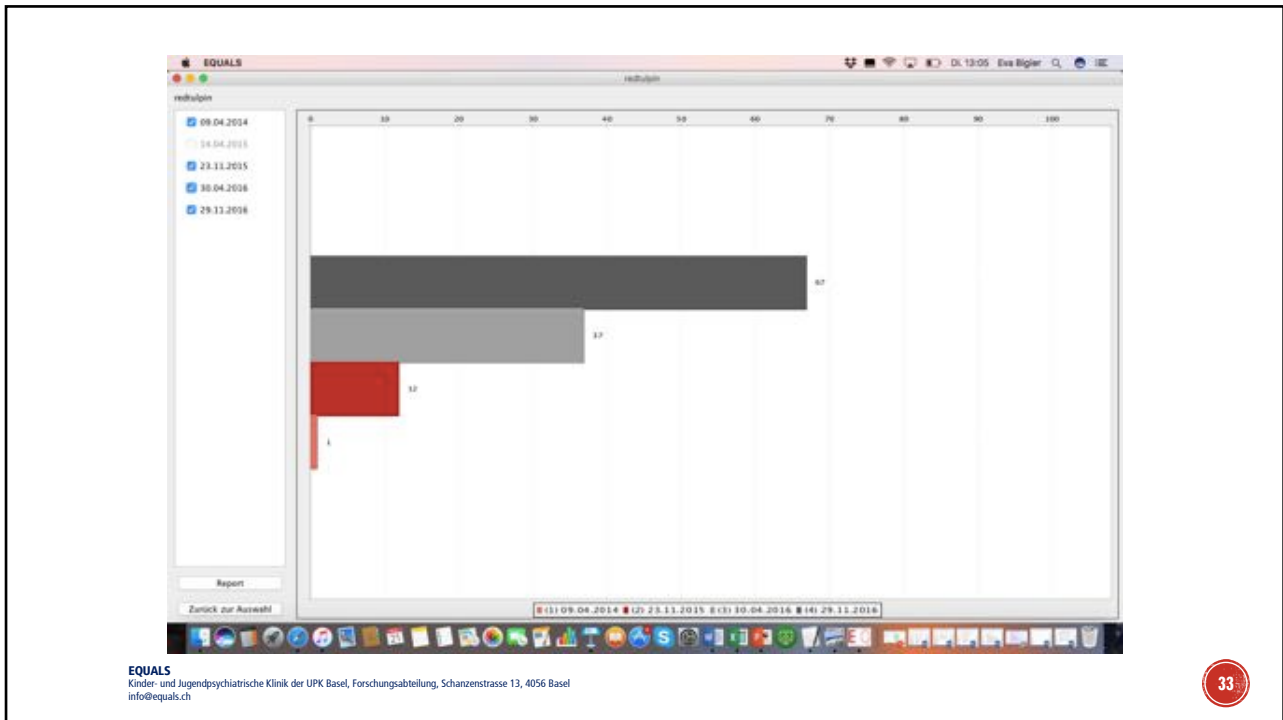 EQUALS
Di. 13:05 Eva Bigler
redtulpin
redtulpin
09.04.2014
14.04.2015
23.11.2015
30.04.2016
29.11.2016
0 10 20 30 40 50 60 70 80 90 100
67
37
12
1
Report
Zurück zur Auswahl
(1) 09.04.2014 (2) 23.11.2015 (3) 30.04.2016 (4) 29.11.2016
EQUALS
Kinder- und Jugendpsychiatrische Klinik der UPK Basel, Forschungsabteilung, Schanzenstrasse 13, 4056 Basel
info@equals.ch
33